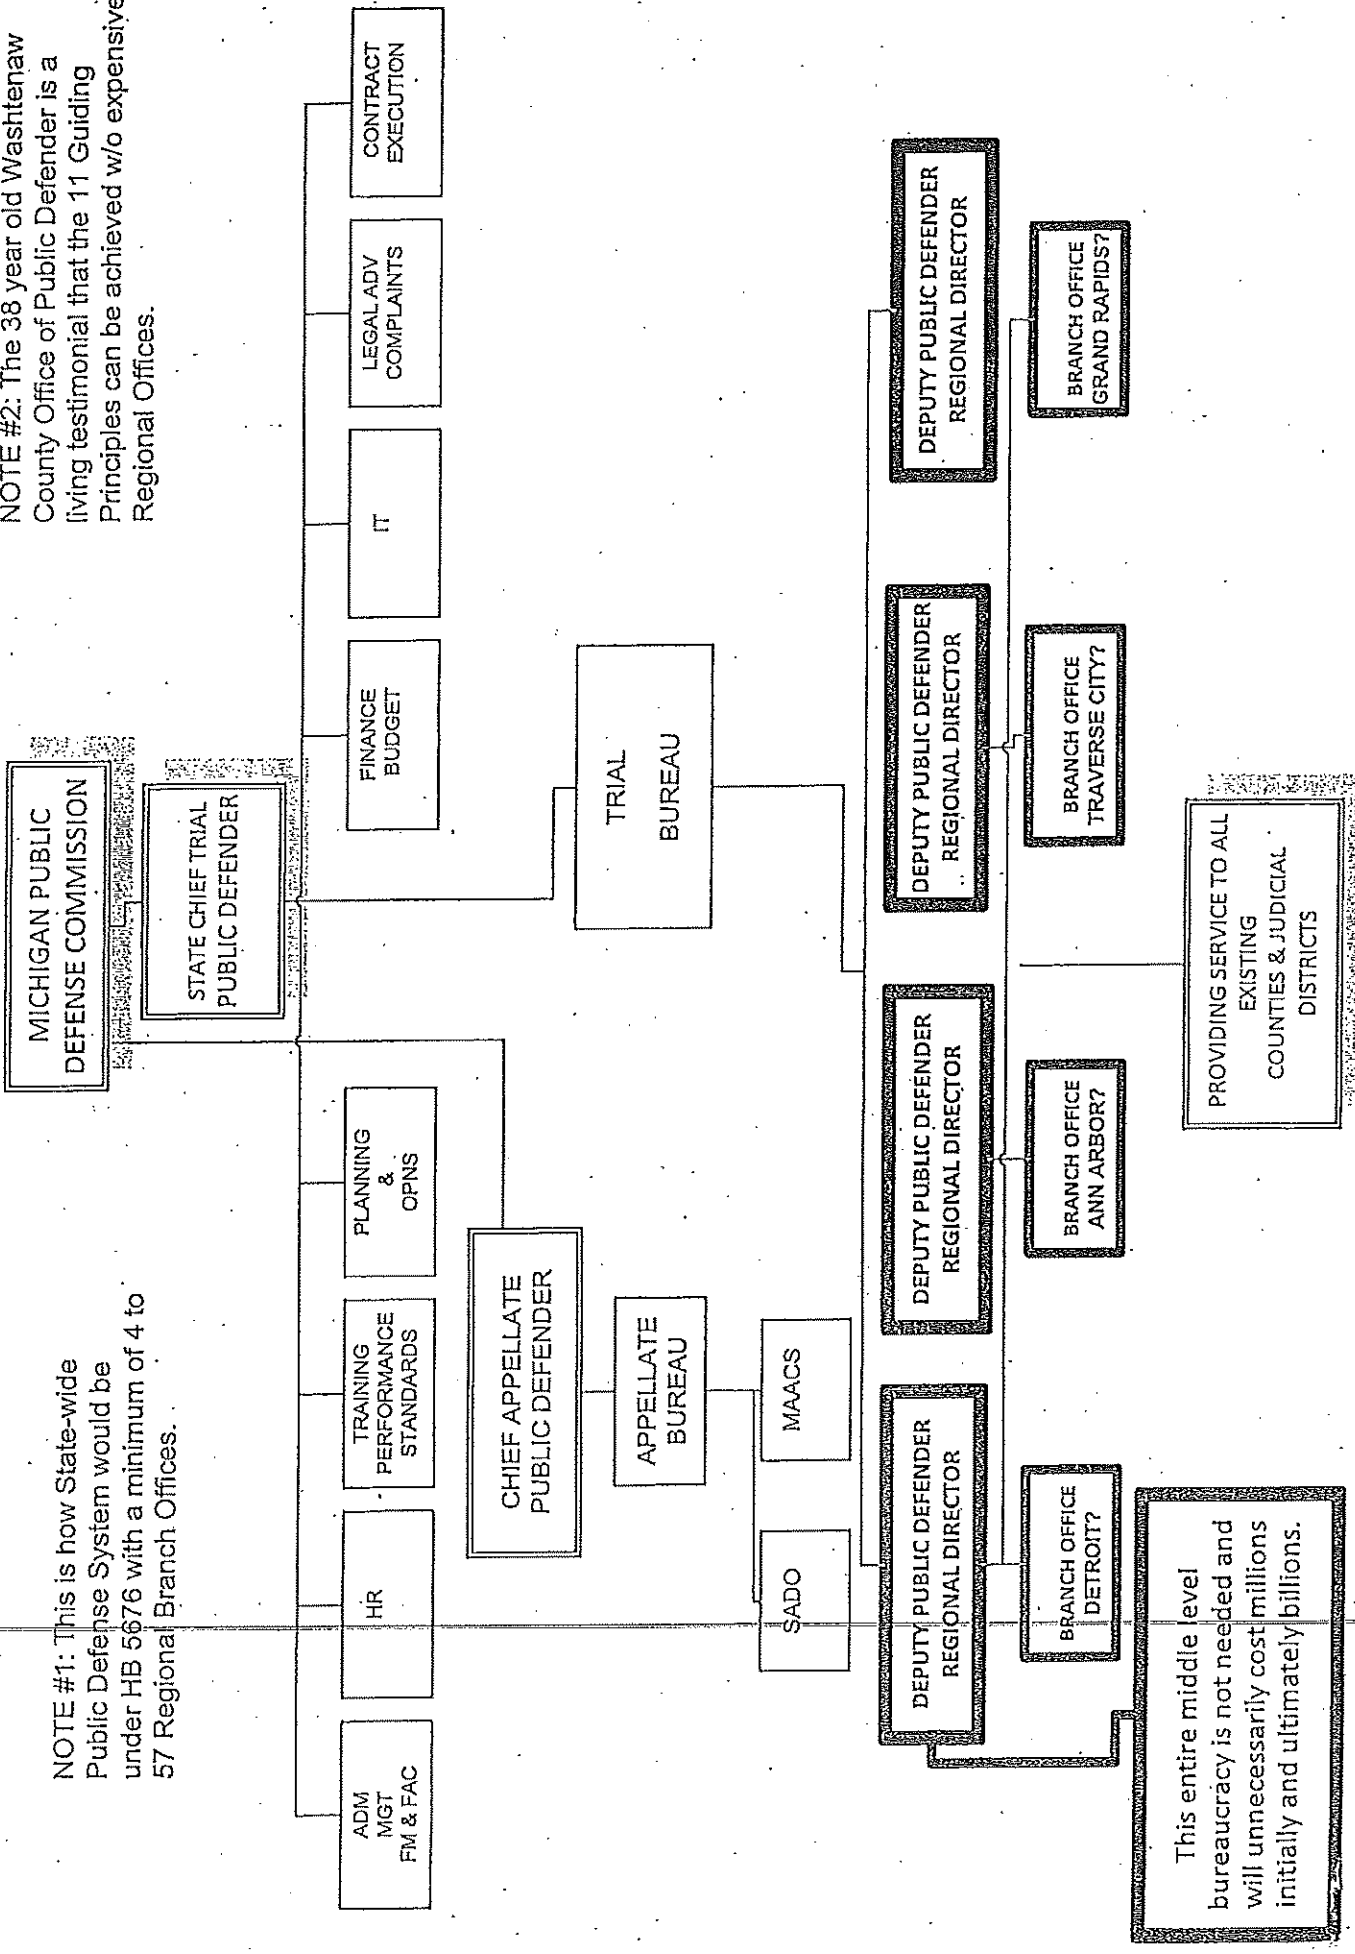 NOTE #1: This is how State-wide
Public Defense System would be
under HB 5676 with a minimum of 4 to
57 Regional Branch Offices.
MICHIGAN PUBLIC
DEFENSE COMMISSION
NOTE #2: The 38 year old Washtenaw
County Office of Public Defender is a
living testimonial that the 11 Guiding
Principles can be achieved w/o expensive
Regional Offices.
STATE CHIEF TRIAL
PUBLIC DEFENDER
ADM
MGT
FM & FAC
HR
TRAINING
PERFORMANCE
STANDARDS
PLANNING
&
OPNS
FINANCE
BUDGET
IT
LEGAL ADV
COMPLAINTS
CONTRACT
EXECUTION
CHIEF APPELLATE
PUBLIC DEFENDER
TRIAL
BUREAU
APPELLATE
BUREAU
SADO
MAACS
DEPUTY PUBLIC DEFENDER
REGIONAL DIRECTOR
DEPUTY PUBLIC DEFENDER
REGIONAL DIRECTOR
DEPUTY PUBLIC DEFENDER
REGIONAL DIRECTOR
DEPUTY PUBLIC DEFENDER
REGIONAL DIRECTOR
BRANCH OFFICE
DETROIT?
BRANCH OFFICE
ANN ARBOR?
BRANCH OFFICE
TRAVERSE CITY?
BRANCH OFFICE
GRAND RAPIDS?
This entire middle level
bureaucracy is not needed and
will unnecessarily cost millions
initially and ultimately billions.
PROVIDING SERVICE TO ALL
EXISTING
COUNTIES & JUDICIAL
DISTRICTS